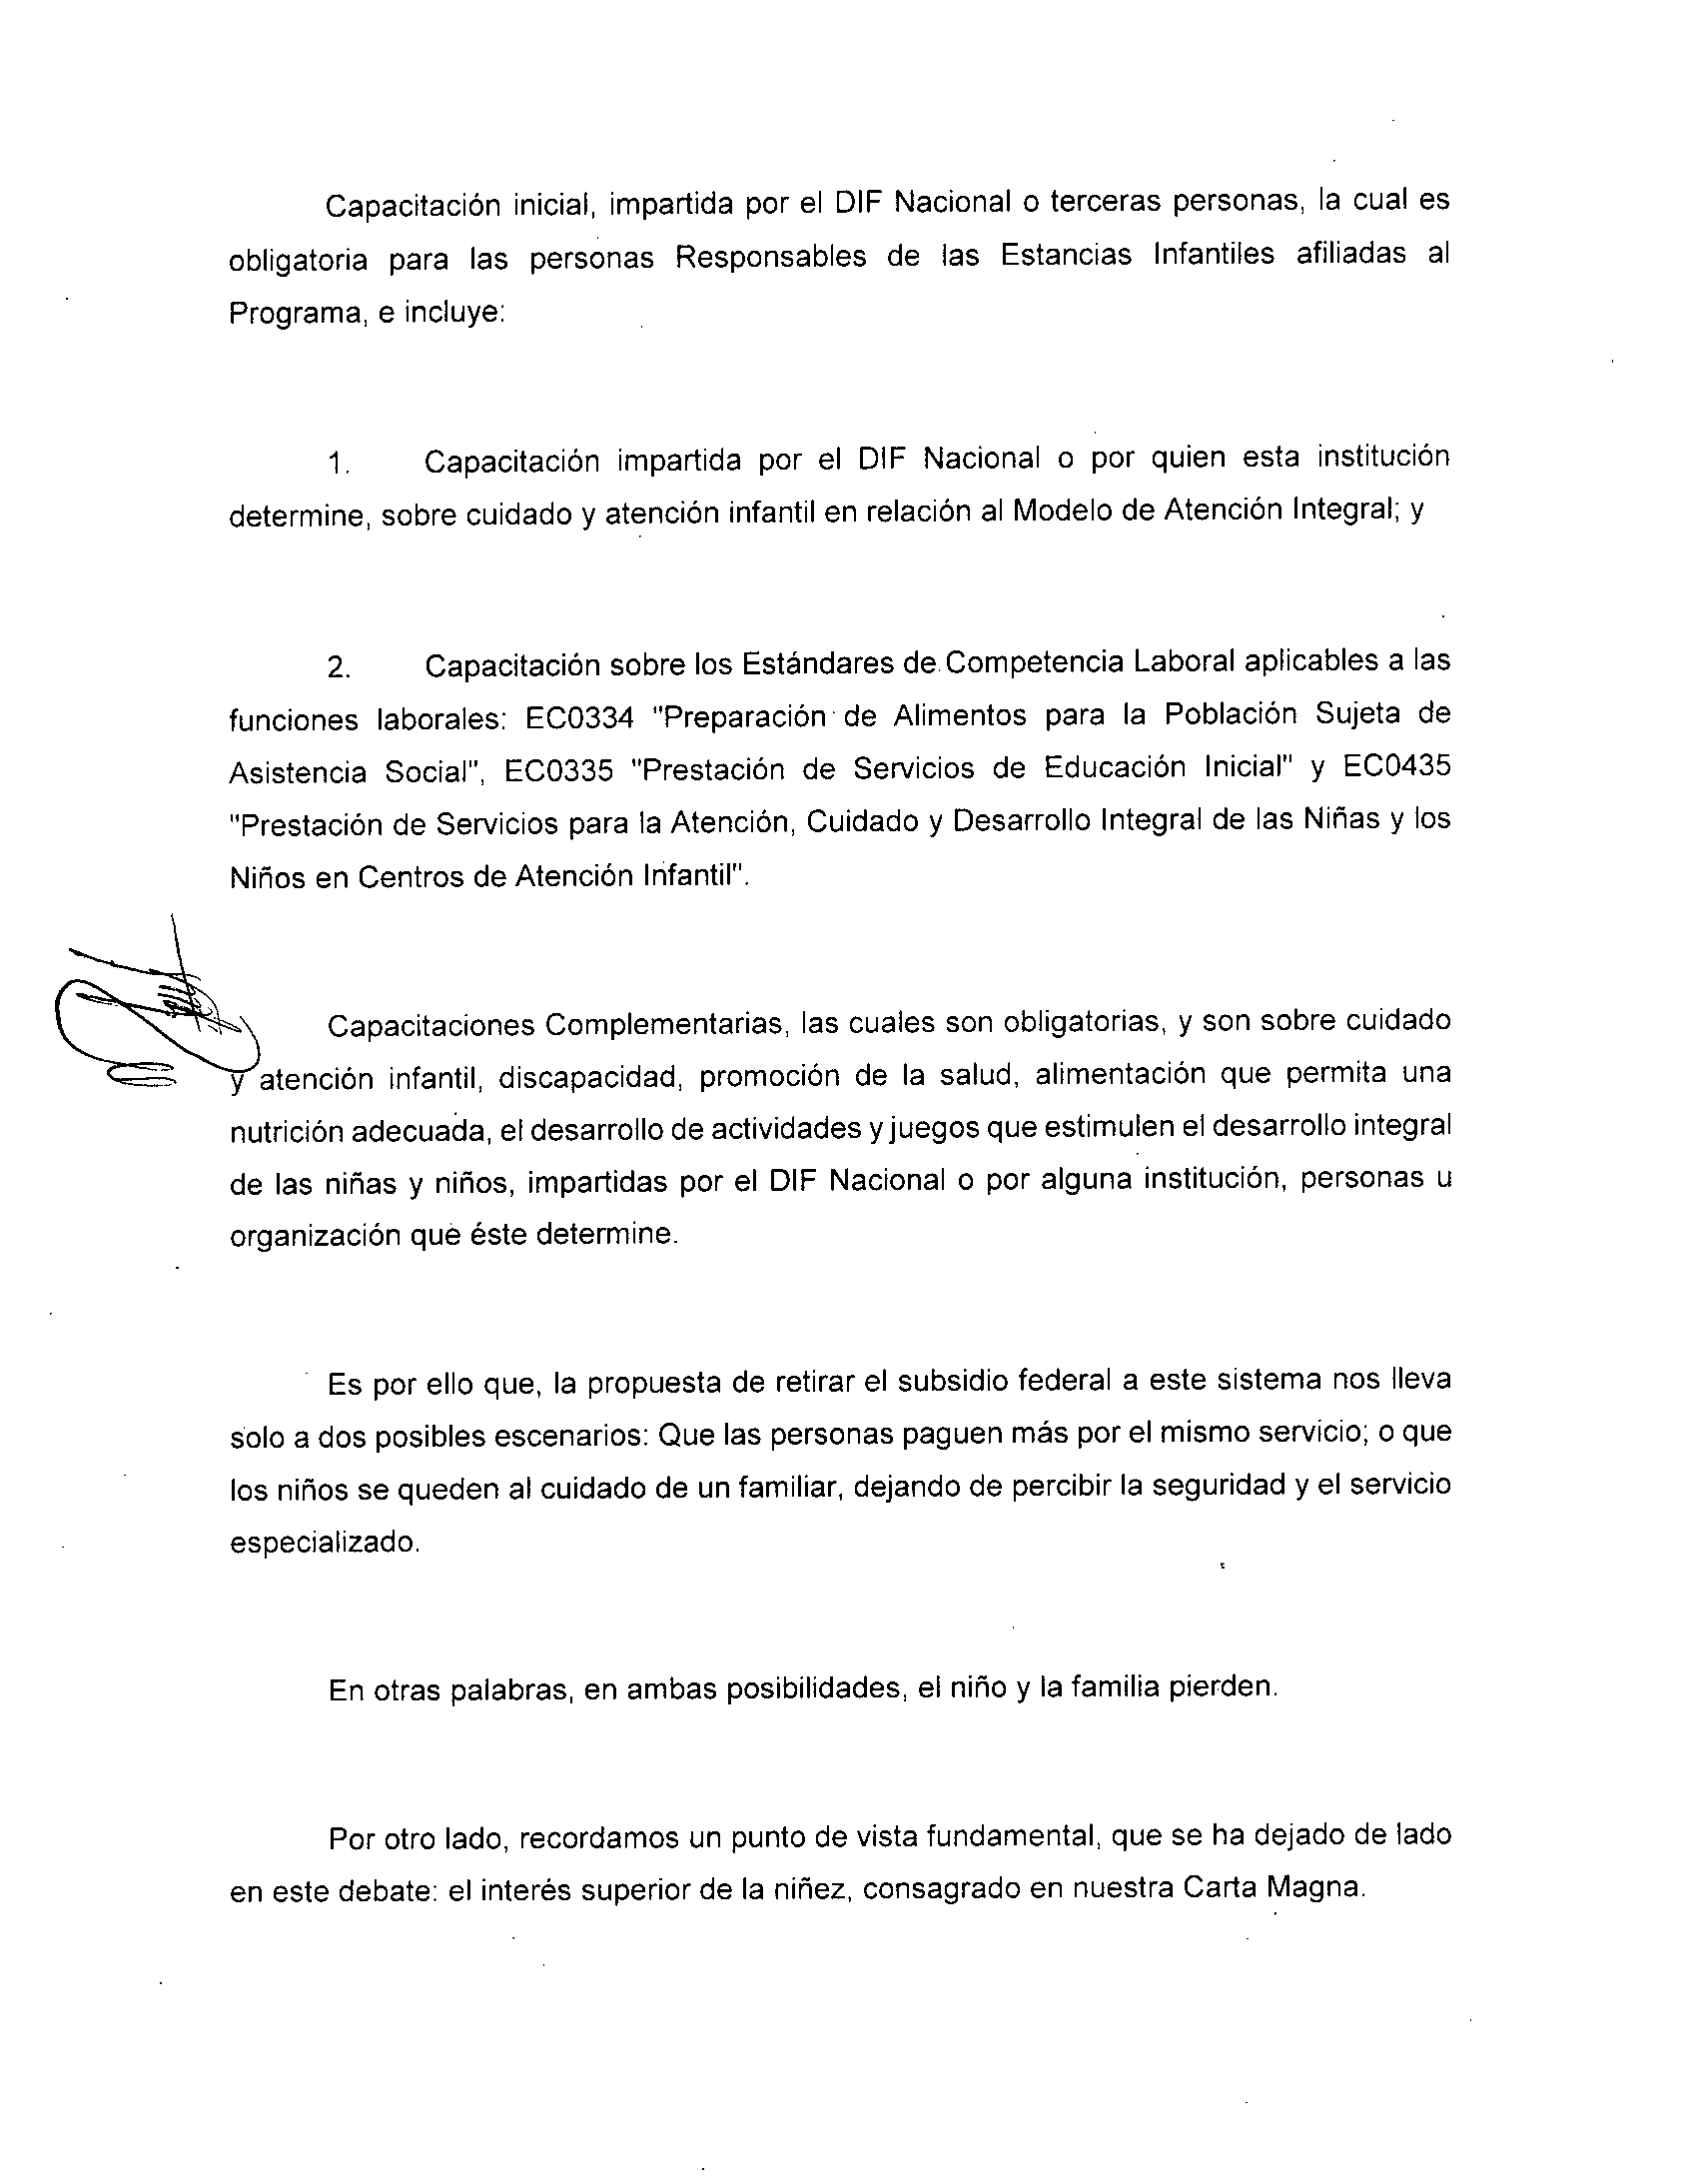 Capacitación inicial, impartida por el DIF Nacional o terceras personas, la cual es
obligatoria para las personas Responsables de las Estancias Infantiles afiliadas al
Programa, e incluye:
1. Capacitación impartida por el DIF Nacional o por quien esta institución
determine, sobre cuidado y atención infantil en relación al Modelo de Atención Integral; y
2. Capacitación sobre los Estándares de Competencia Laboral aplicables a las
funciones laborales: EC0334 "Preparación de Alimentos para la Población Sujeta de
Asistencia Social", EC0335 "Prestación de Servicios de Educación Inicial" y EC0435
"Prestación de Servicios para la Atención, Cuidado y Desarrollo Integral de las Niñas y los
Niños en Centros de Atención Infantil".
Capacitaciones Complementarias, las cuales son obligatorias, y son sobre cuidado
y atención infantil, discapacidad, promoción de la salud, alimentación que permita una
nutrición adecuada, el desarrollo de actividades y juegos que estimulen el desarrollo integral
de las niñas y niños, impartidas por el DIF Nacional o por alguna institución, personas u
organización que éste determine.
Es por ello que, la propuesta de retirar el subsidio federal a este sistema nos lleva
solo a dos posibles escenarios: Que las personas paguen más por el mismo servicio; o que
los niños se queden al cuidado de un familiar, dejando de percibir la seguridad y el servicio
especializado.
En otras palabras, en ambas posibilidades, el niño y la familia pierden.
Por otro lado, recordamos un punto de vista fundamental, que se ha dejado de lado
en este debate: el interés superior de la niñez, consagrado en nuestra Carta Magna.